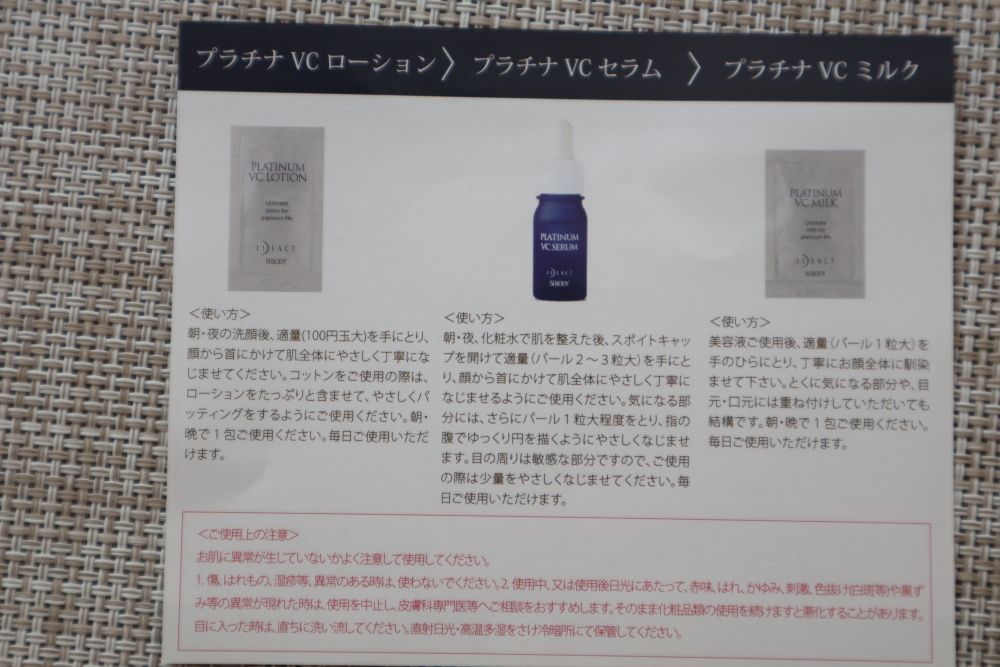 プラチナ VC ローション 〉 プラチナ VC セラム 〉 プラチナ VC ミルク
PLATINUM
VC LOTION
Ultimate
lotion for
platinum life
FACT
SIBODY
<使い方>
朝・夜の洗顔後、適量(100円玉大)を手にとり、
顔から首にかけて肌全体にやさしく丁寧にな
じませてください。コットンをご使用の際は、
ローションをたっぷりと含ませて、やさしくパ
ッティングをするようにご使用ください。朝・
晩で１包ご使用ください。毎日ご使用いただ
けます。
PLATINUM
VC SERUM
FACT
SIBODY
<使い方>
朝・夜、化粧水で肌を整えた後、スポイトキャッ
プを開けて適量（パール２～３粒大）を手にと
り、顔から首にかけて肌全体にやさしく丁寧に
なじませるようにご使用ください。気になる部
分には、さらにパール１粒大程度をとり、指の
腹でゆっくり円を描くようにやさしくなじませ
ます。目の周りは敏感な部分ですので、ご使用
の際は少量をやさしくなじませてください。毎
日ご使用いただけます。
PLATINUM
VC MILK
Ultimate
milk for
platinum life
FACT
SIBODY
<使い方>
美容液ご使用後、適量（パール１粒大）を
手のひらにとり、丁寧にお顔全体に馴染
ませて下さい。とくに気になる部分や、目
元・口元には重ね付けしていただいても
結構です。朝・晩で１包ご使用ください。
毎日ご使用いただけます。
<ご使用上の注意>
お肌に異常が生じていないかよく注意して使用してください。
1. 傷、はれもの、湿疹等、異常のある時は、使わないでください。2. 使用中、又は使用後日光にあたって、赤味、はれ、かゆみ、刺激、色抜け(白斑等)や黒ず
み等の異常が現れた時は、使用を中止し、皮膚科専門医等へご相談をおすすめします。そのまま化粧品類の使用を続けますと悪化することがあります。
目に入った時は、直ちに洗い流してください。直射日光・高温多湿をさけ冷暗所にて保管してください。